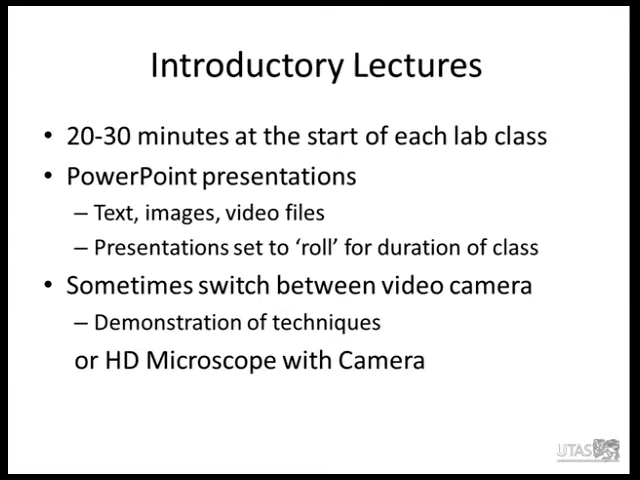 Introductory Lectures
• 20-30 minutes at the start of each lab class
• PowerPoint presentations
– Text, images, video files
– Presentations set to ‘roll’ for duration of class
• Sometimes switch between video camera
– Demonstration of techniques
or HD Microscope with Camera
UTAS